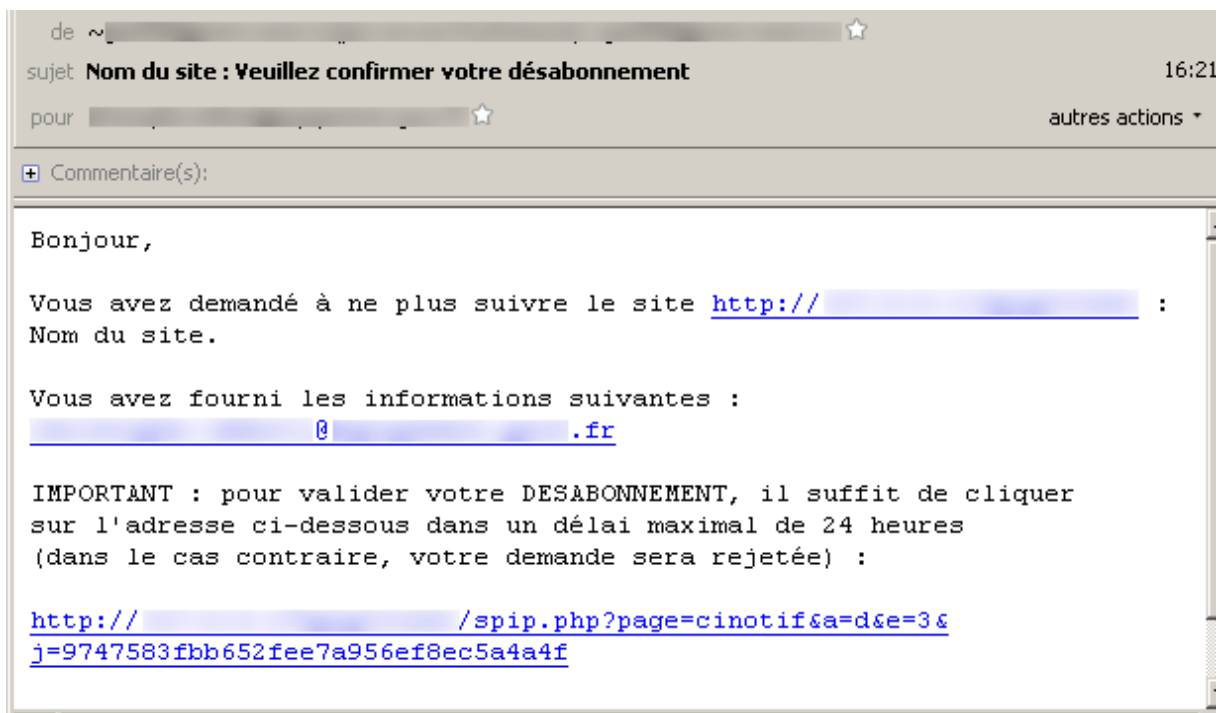 de ~
sujet Nom du site : Veuillez confirmer votre désabonnement 16:21
pour autres actions
Commentaire(s):
Bonjour,
Vous avez demandé à ne plus suivre le site http:// :
Nom du site.
Vous avez fourni les informations suivantes :
@ .fr
IMPORTANT : pour valider votre DESABONNEMENT, il suffit de cliquer
sur l'adresse ci-dessous dans un délai maximal de 24 heures
(dans le cas contraire, votre demande sera rejetée) :
http:// /spip.php?page=cinotif&a=d&e=3&
j=9747583fbb652fee7a956ef8ec5a4a4f